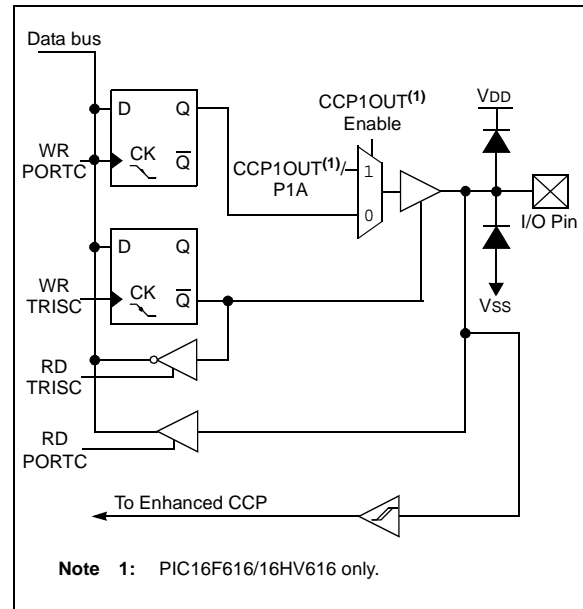 Data bus
D Q
CCP1OUT(1)
Enable
VDD
WR
PORTC
CK Q
CCP1OUT(1)/
P1A
1
0
I/O Pin
D Q
WR
TRISC
CK Q
VSS
RD
TRISC
RD
PORTC
To Enhanced CCP
Note 1: PIC16F616/16HV616 only.